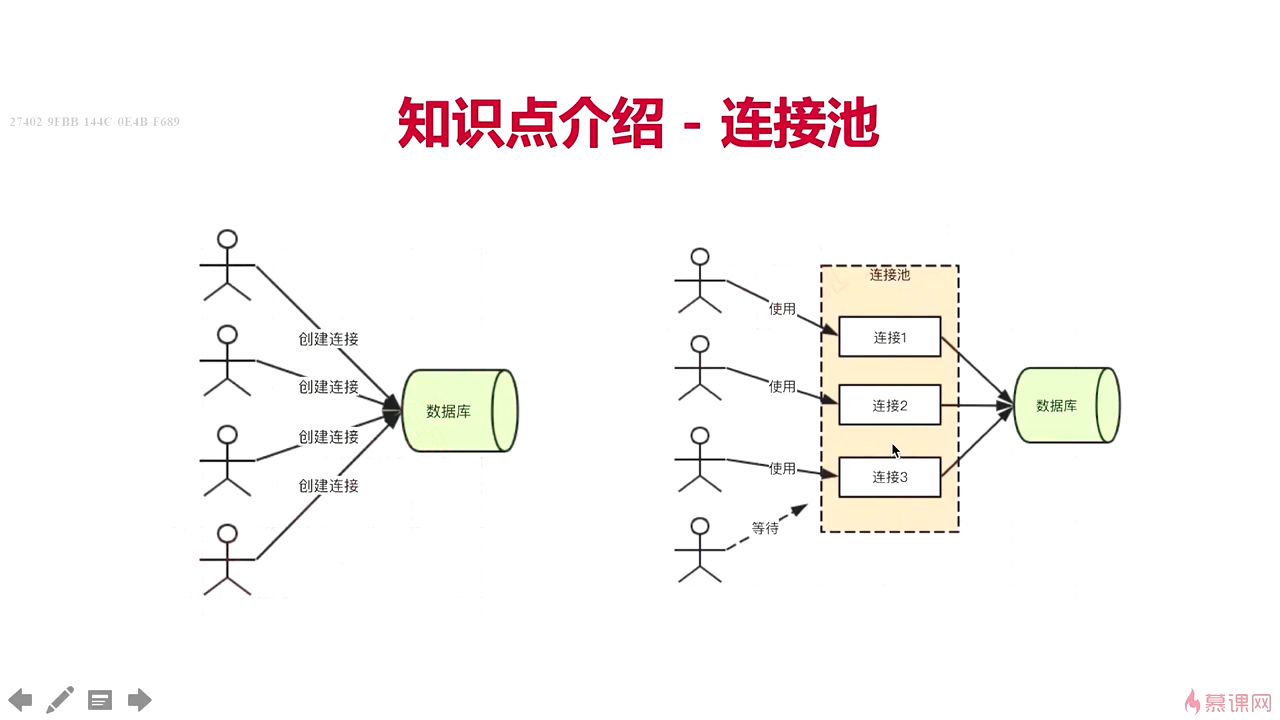 27402 9FBB 144C 0E4B F689
知识点介绍 - 连接池
创建连接
创建连接
创建连接
创建连接
数据库
连接池
使用
使用
使用
等待
连接1
连接2
连接3
数据库
慕课网